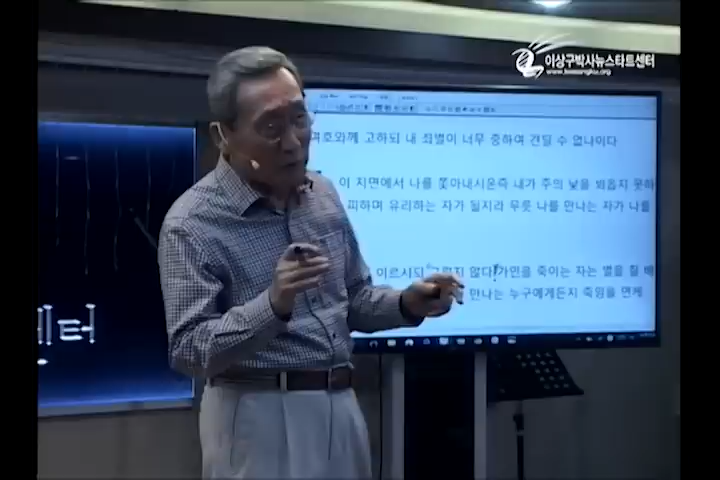 이상구박사뉴스타트센터
www.leesangku.org
여호와께 고하되 내 죄벌이 너무 중하여 견딜 수 없나이다
이 지면에서 나를 쫓아내시온즉 내가 주의 낯을 뵈옵지 못하
피하며 유리하는 자가 될지라 무릇 나를 만나는 자가 나를
이르시되 그렇지 않다! 가인을 죽이는 자는 벌을 칠 배
만나는 누구에게든지 죽임을 면케
센터